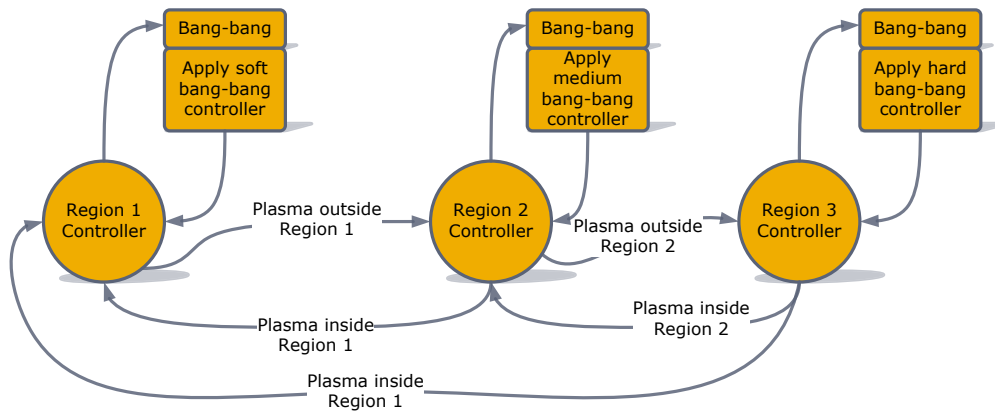 Bang-bang
Apply soft
bang-bang
controller
Bang-bang
Apply
medium
bang-bang
controller
Bang-bang
Apply hard
bang-bang
controller
Region 1
Controller
Plasma outside
Region 1
Region 2
Controller
Plasma outside
Region 2
Region 3
Controller
Plasma inside
Region 1
Plasma inside
Region 2
Plasma inside
Region 1